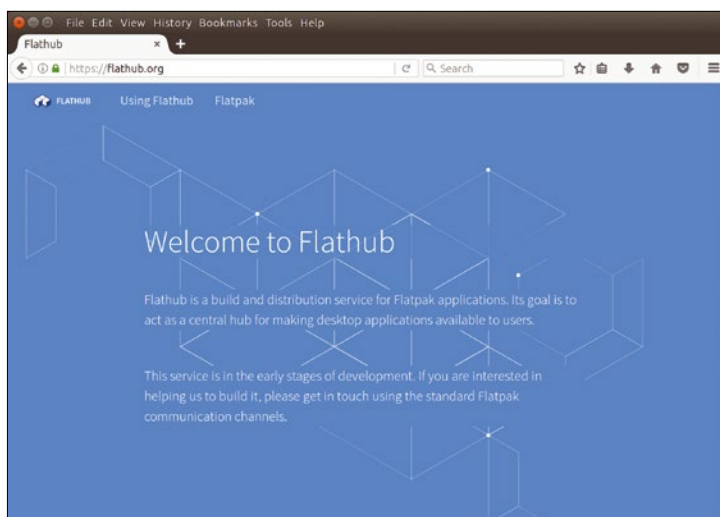 File Edit View History Bookmarks Tools Help
Flathub
https://flathub.org
Search
FLATHUB Using Flathub Flatpak
Welcome to Flathub
Flathub is a build and distribution service for Flatpak applications. Its goal is to
act as a central hub for making desktop applications available to users.
This service is in the early stages of development. If you are interested in
helping us to build it, please get in touch using the standard Flatpak
communication channels.